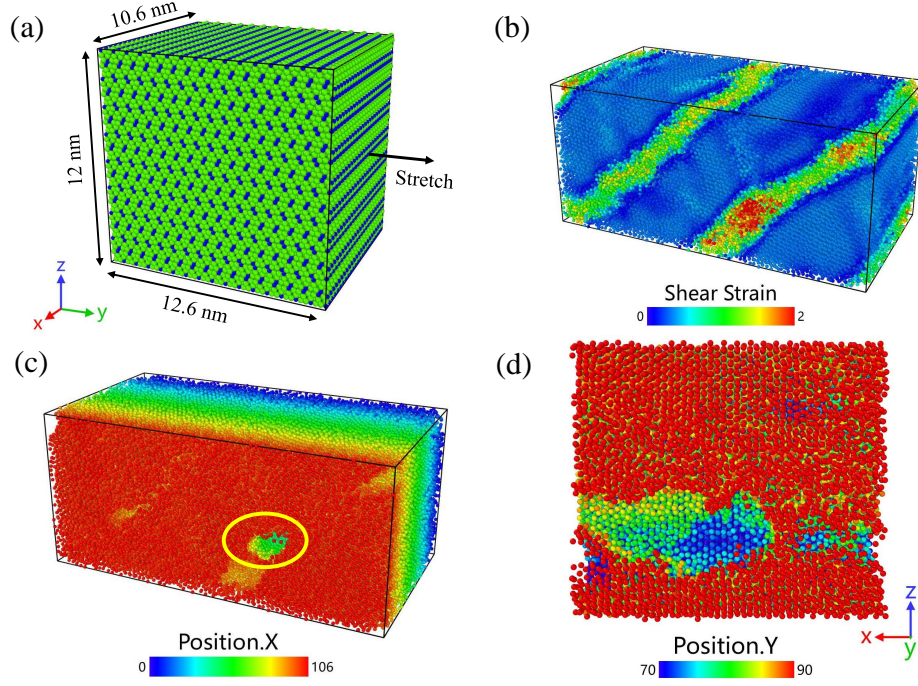 (a)
10.6 nm
12 nm
12.6 nm
Stretch
z
x
y
(b)
Shear Strain
0
2
(c)
Position.X
0
106
(d)
z
x
y
Position.Y
70
90